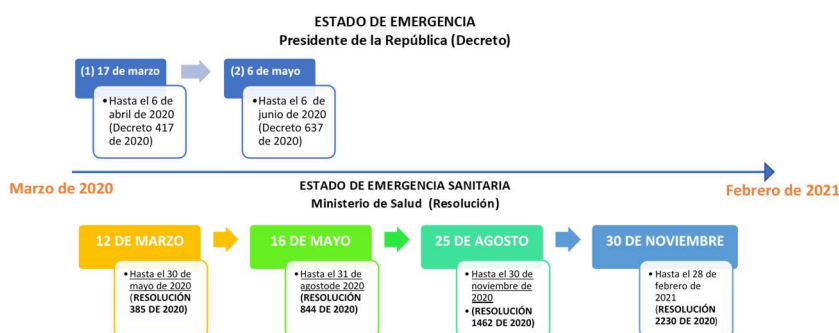 ESTADO DE EMERGENCIA
Presidente de la República (Decreto)
(1) 17 de marzo
(2) 6 de mayo
•Hasta el 6 de
abril de 2020
(Decreto 417
de 2020)
•Hasta el 6 de
junio de 2020
(Decreto 637
de 2020)
Marzo de 2020
Febrero de 2021
ESTADO DE EMERGENCIA SANITARIA
Ministerio de Salud (Resolución)
12 DE MARZO
16 DE MAYO
25 DE AGOSTO
30 DE NOVIEMBRE
•Hasta el 30 de
mayo de 2020
(RESOLUCIÓN
385 DE 2020)
•Hasta el 31 de
agostode 2020
(RESOLUCIÓN
844 DE 2020)
•Hasta el 30 de
noviembre de
2020
•(RESOLUCIÓN
1462 DE 2020)
•Hasta el 28 de
febrero de
2021
(RESOLUCIÓN
2230 DE 2020)